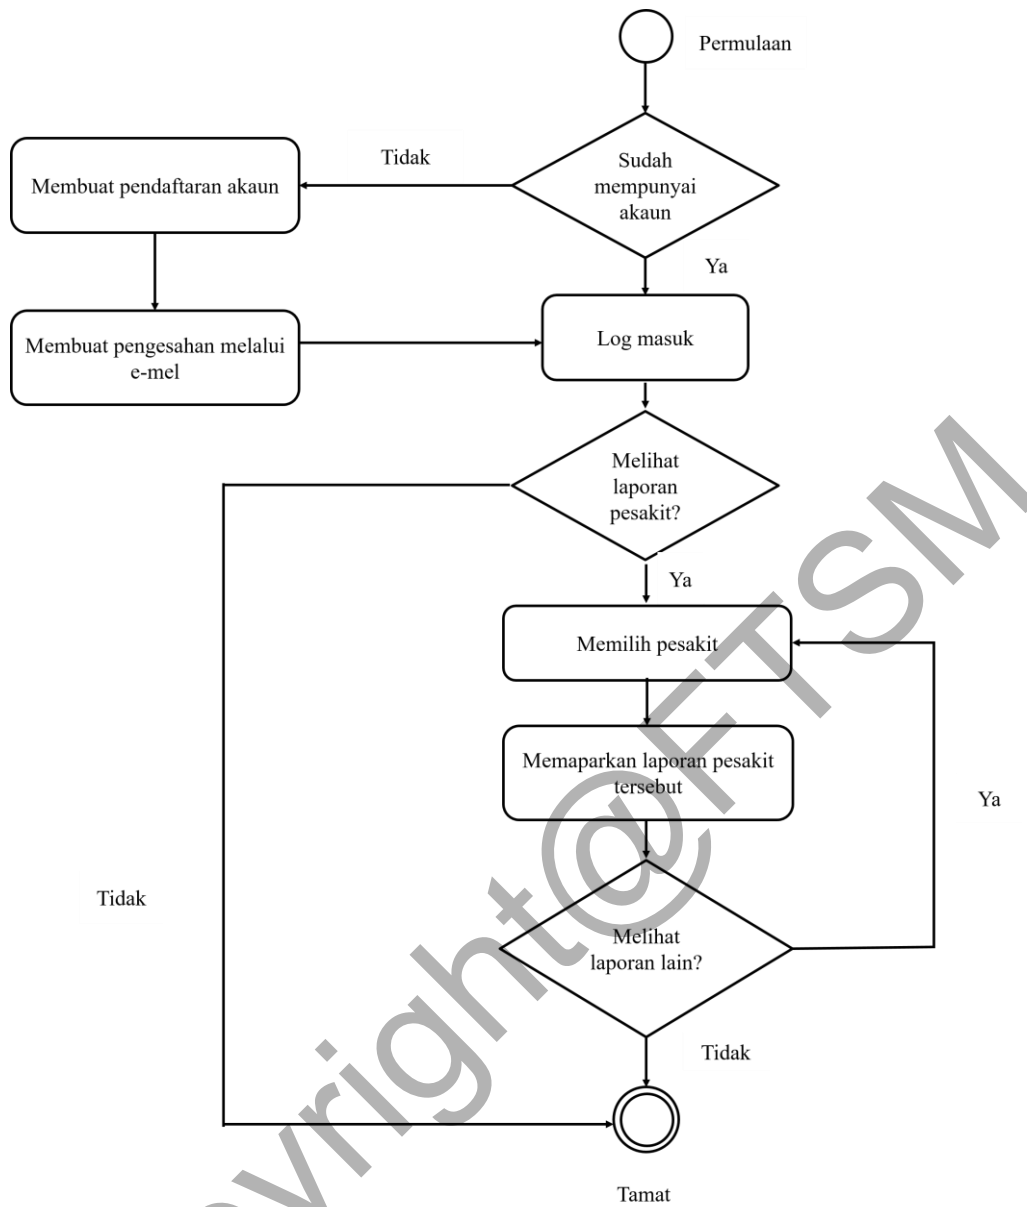 Permulaan
Sudah
mempunyai
akaun
Tidak
Membuat pendaftaran akaun
Ya
Membuat pengesahan melalui
e-mel
Log masuk
Melihat
laporan
pesakit?
Ya
Memilih pesakit
Memaparkan laporan pesakit
tersebut
Ya
Tidak
Melihat
laporan lain?
Tidak
Tamat
yright@FTSM